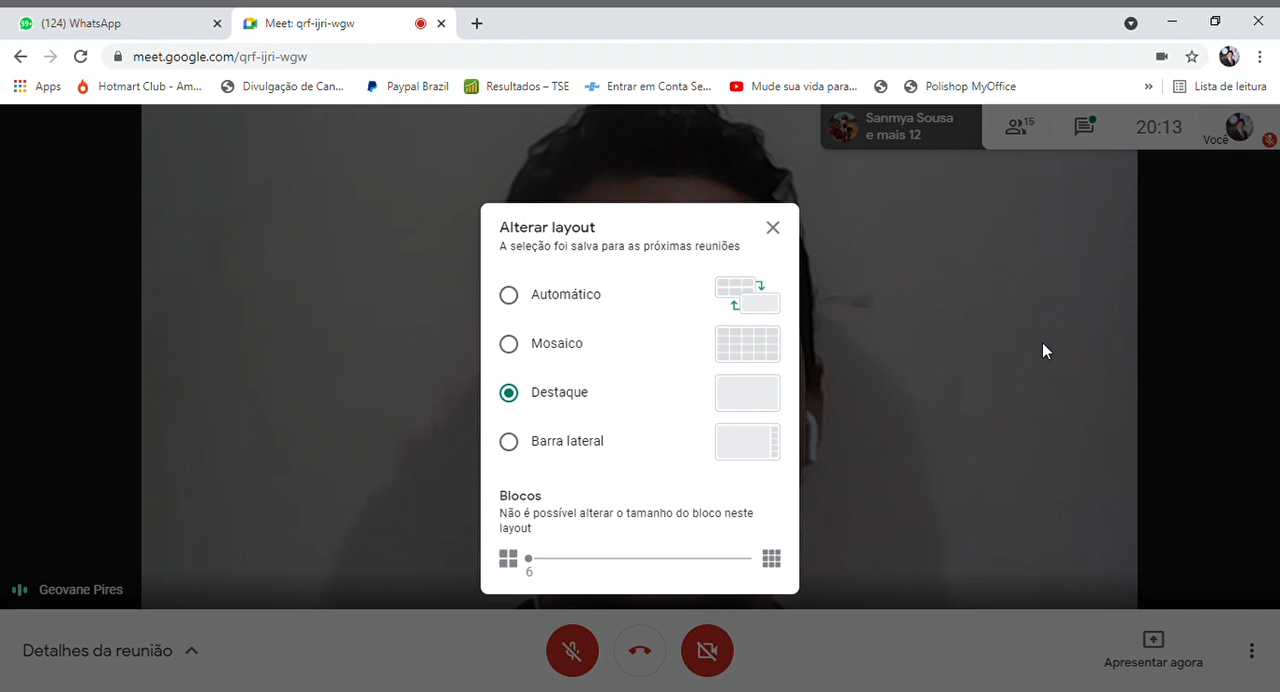 99+
(124) WhatsApp
Meet: qrf-ijri-wgw
meet.google.com/qrf-ijri-wgw
Apps
Hotmart Club - Am...
Divulgação de Can...
Paypal Brazil
Resultados – TSE
Entrar em Conta Se...
Mude sua vida para...
Polishop MyOffice
»
Lista de leitura
Sanmya Sousa
e mais 12
15
20:13
Você
Alterar layout
A seleção foi salva para as próximas reuniões
Automático
Mosaico
Destaque
Barra lateral
Blocos
Não é possível alterar o tamanho do bloco neste
layout
6
Geovane Pires
Detalhes da reunião
Apresentar agora